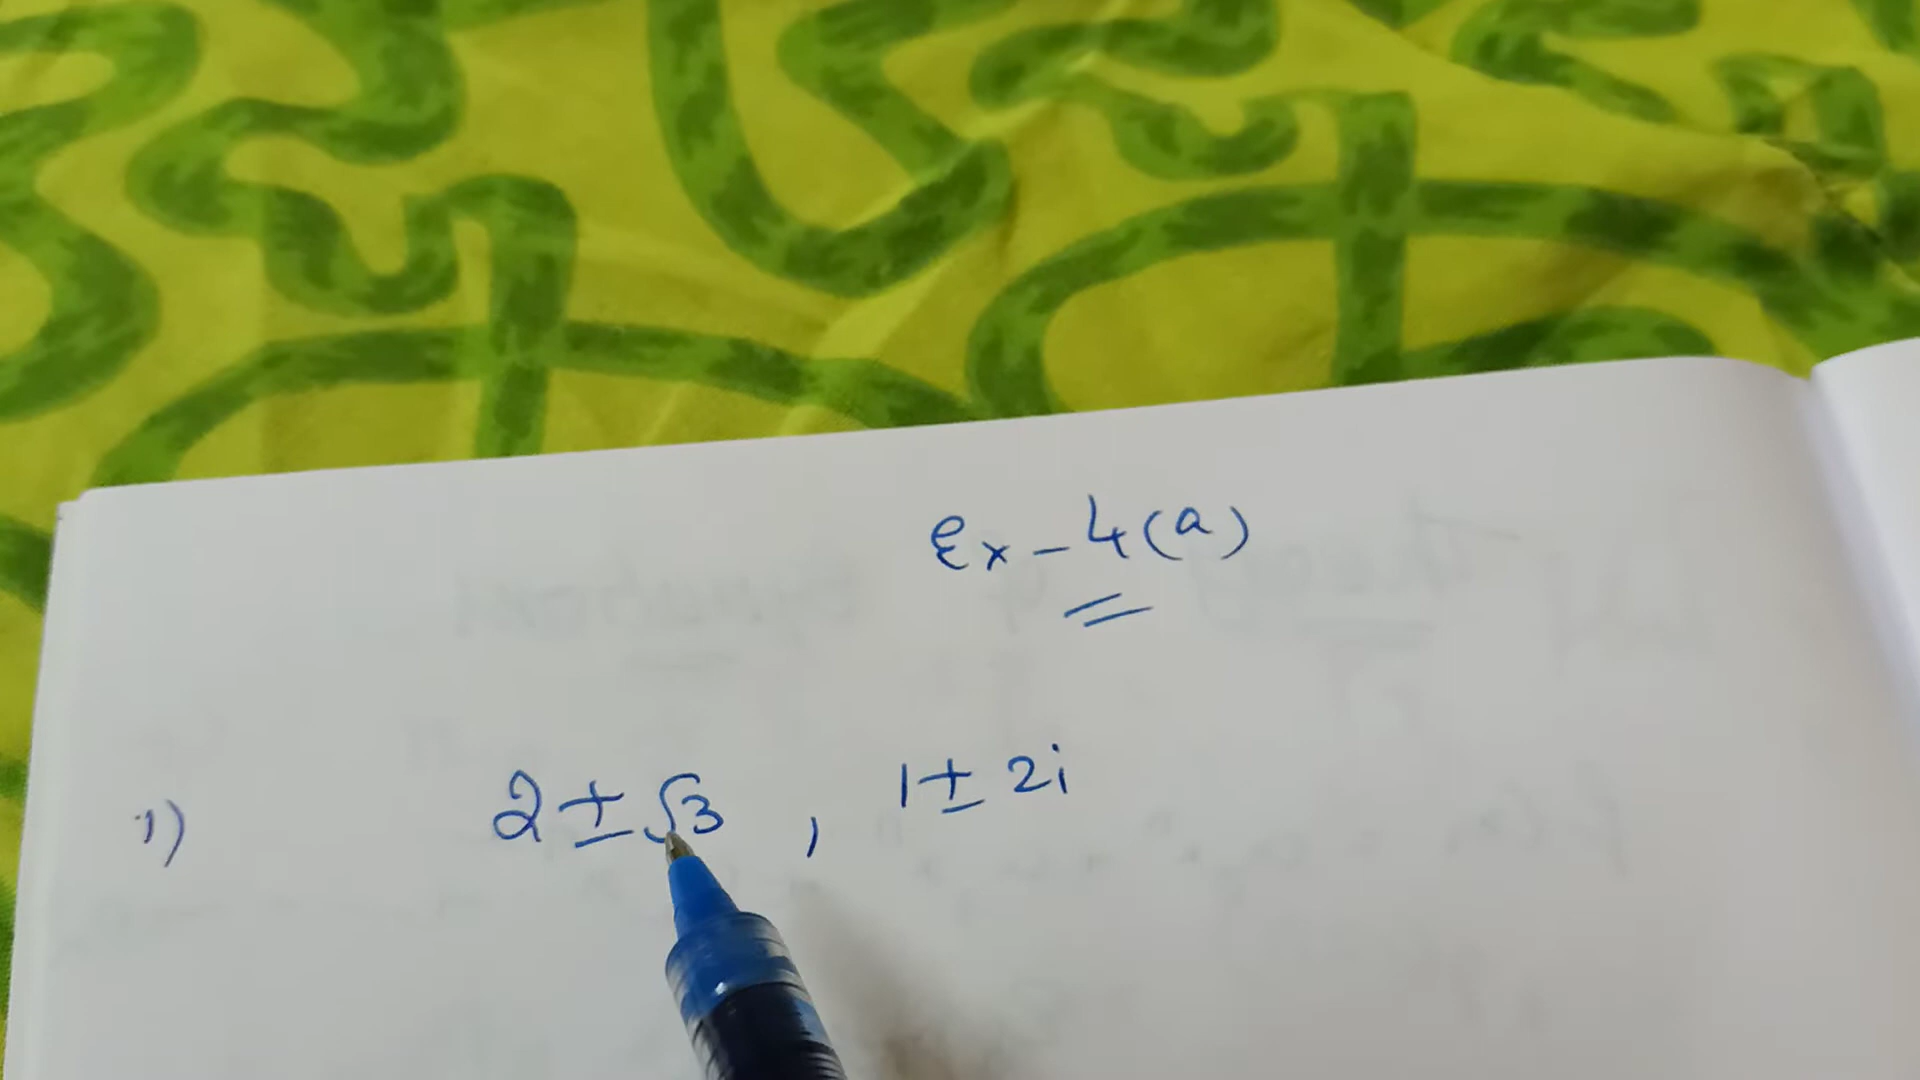 Ex - 4(a)
1) 2 ± √3 , 1 ± 2i